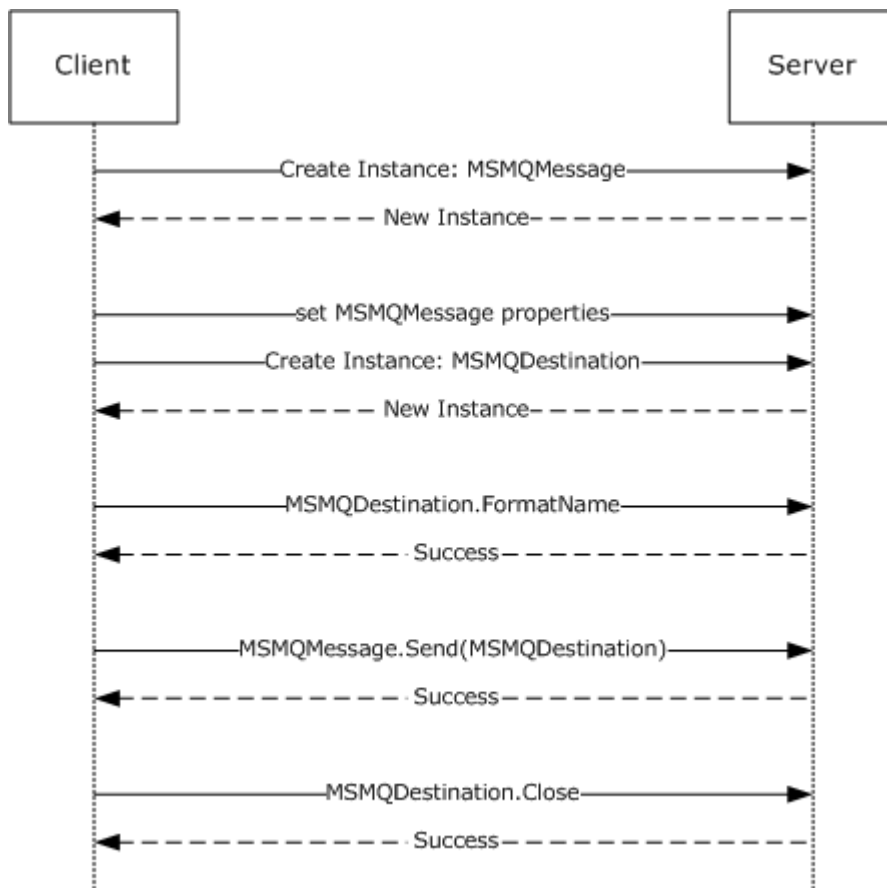 Client
Server
Create Instance: MSMQMessage
New Instance
set MSMQMessage properties
Create Instance: MSMQDestination
New Instance
MSMQDestination.FormatName
Success
MSMQMessage.Send(MSMQDestination)
Success
MSMQDestination.Close
Success